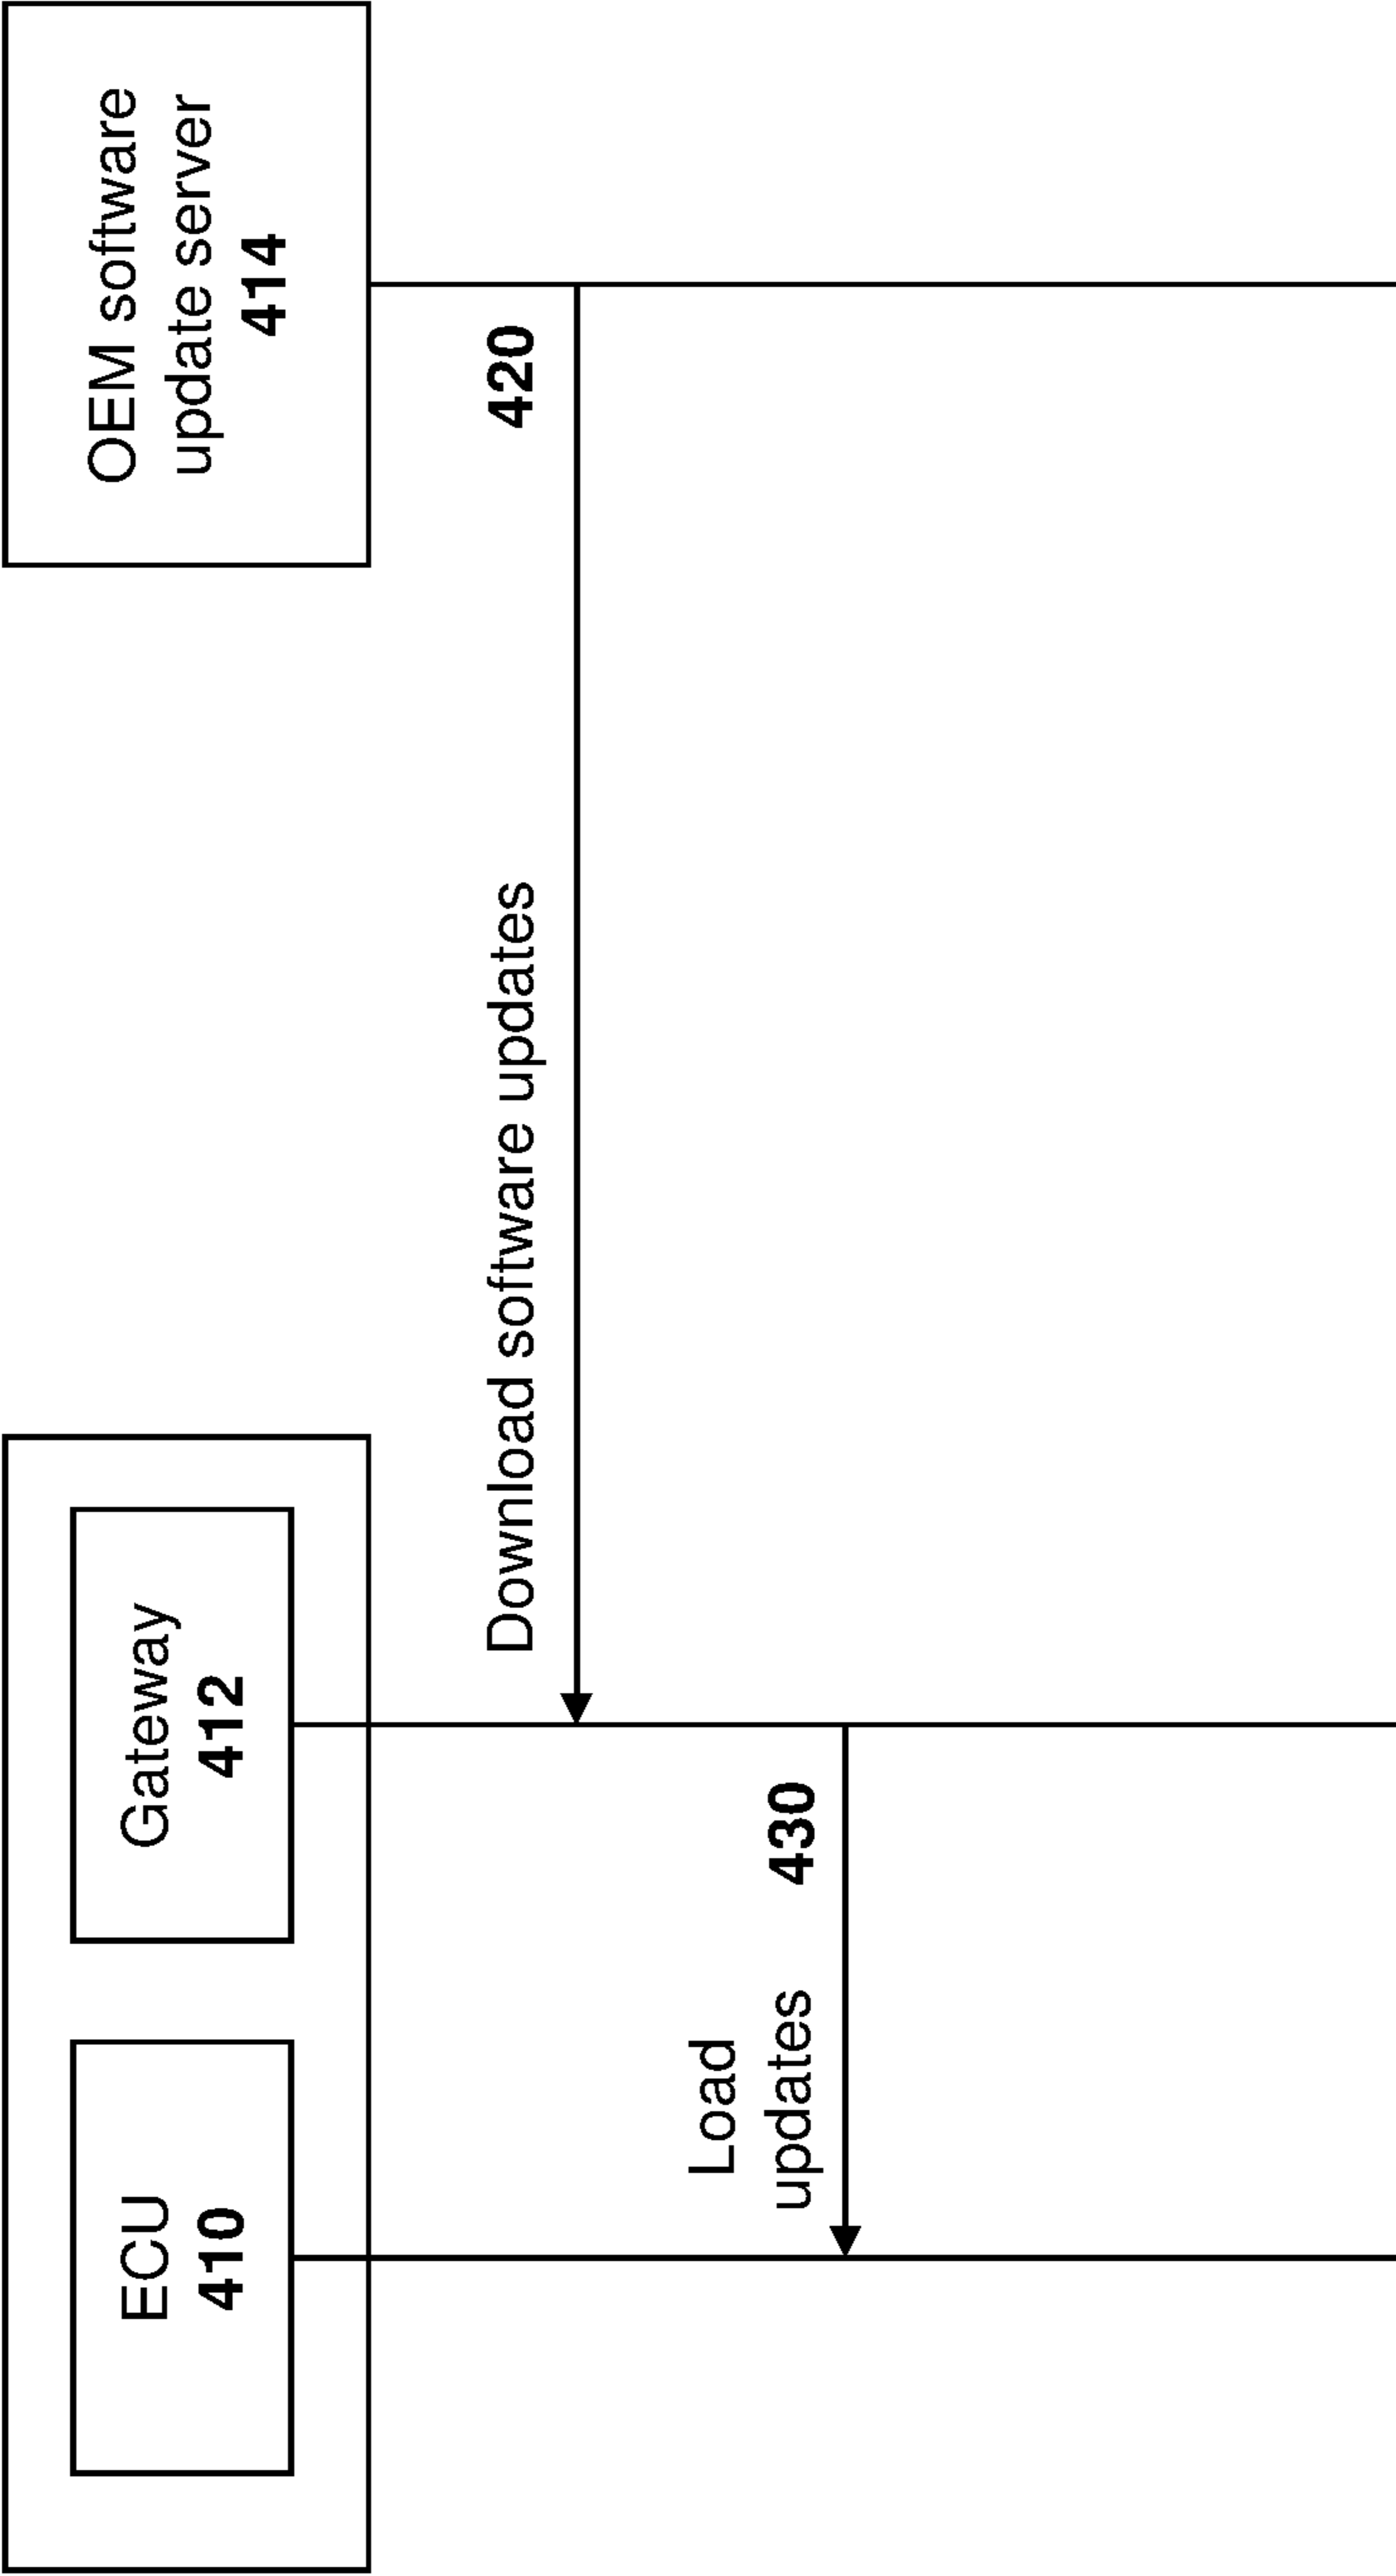 ECU
410
Gateway
412
OEM software
update server
414
Download software updates
420
Load
updates
430